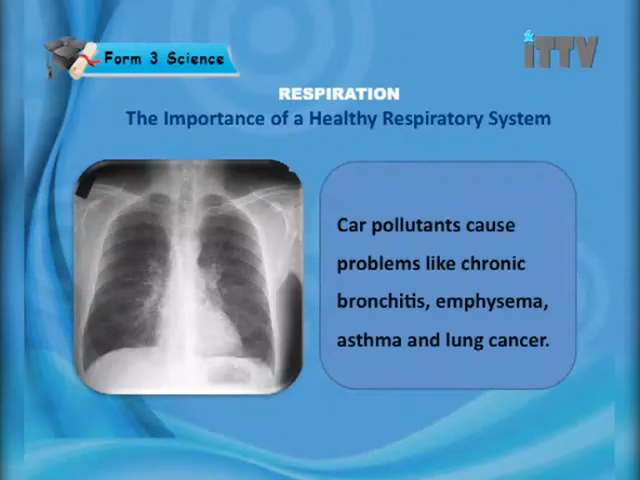 Form 3 Science
iTTV
RESPIRATION
The Importance of a Healthy Respiratory System
Car pollutants cause
problems like chronic
bronchitis, emphysema,
asthma and lung cancer.